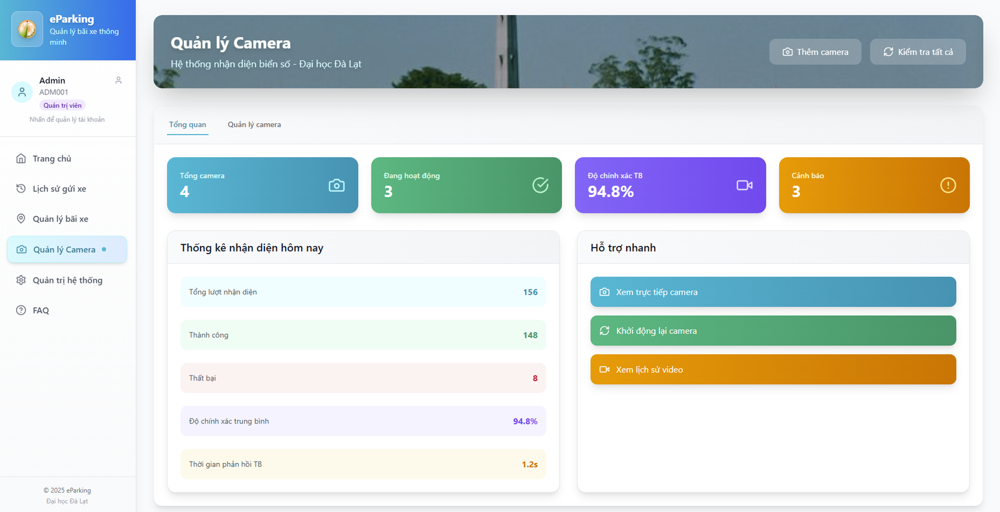 eParking
Quản lý bãi xe thông
minh
Admin
ADM001
Quản trị viên
Nhấn để quản lý tài khoản
Trang chủ
Lịch sử gửi xe
Quản lý bãi xe
Quản lý Camera
Quản trị hệ thống
FAQ
© 2025 eParking
Đại học Đà Lạt
Quản lý Camera
Hệ thống nhận diện biển số - Đại học Đà Lạt
Thêm camera
Kiểm tra tất cả
Tổng quan
Quản lý camera
Tổng camera
4
Đang hoạt động
3
Độ chính xác TB
94.8%
Cảnh báo
3
Thống kê nhận diện hôm nay
Tổng lượt nhận diện 156
Thành công 148
Thất bại 8
Độ chính xác trung bình 94.8%
Thời gian phản hồi TB 1.2s
Hỗ trợ nhanh
Xem trực tiếp camera
Khởi động lại camera
Xem lịch sử video